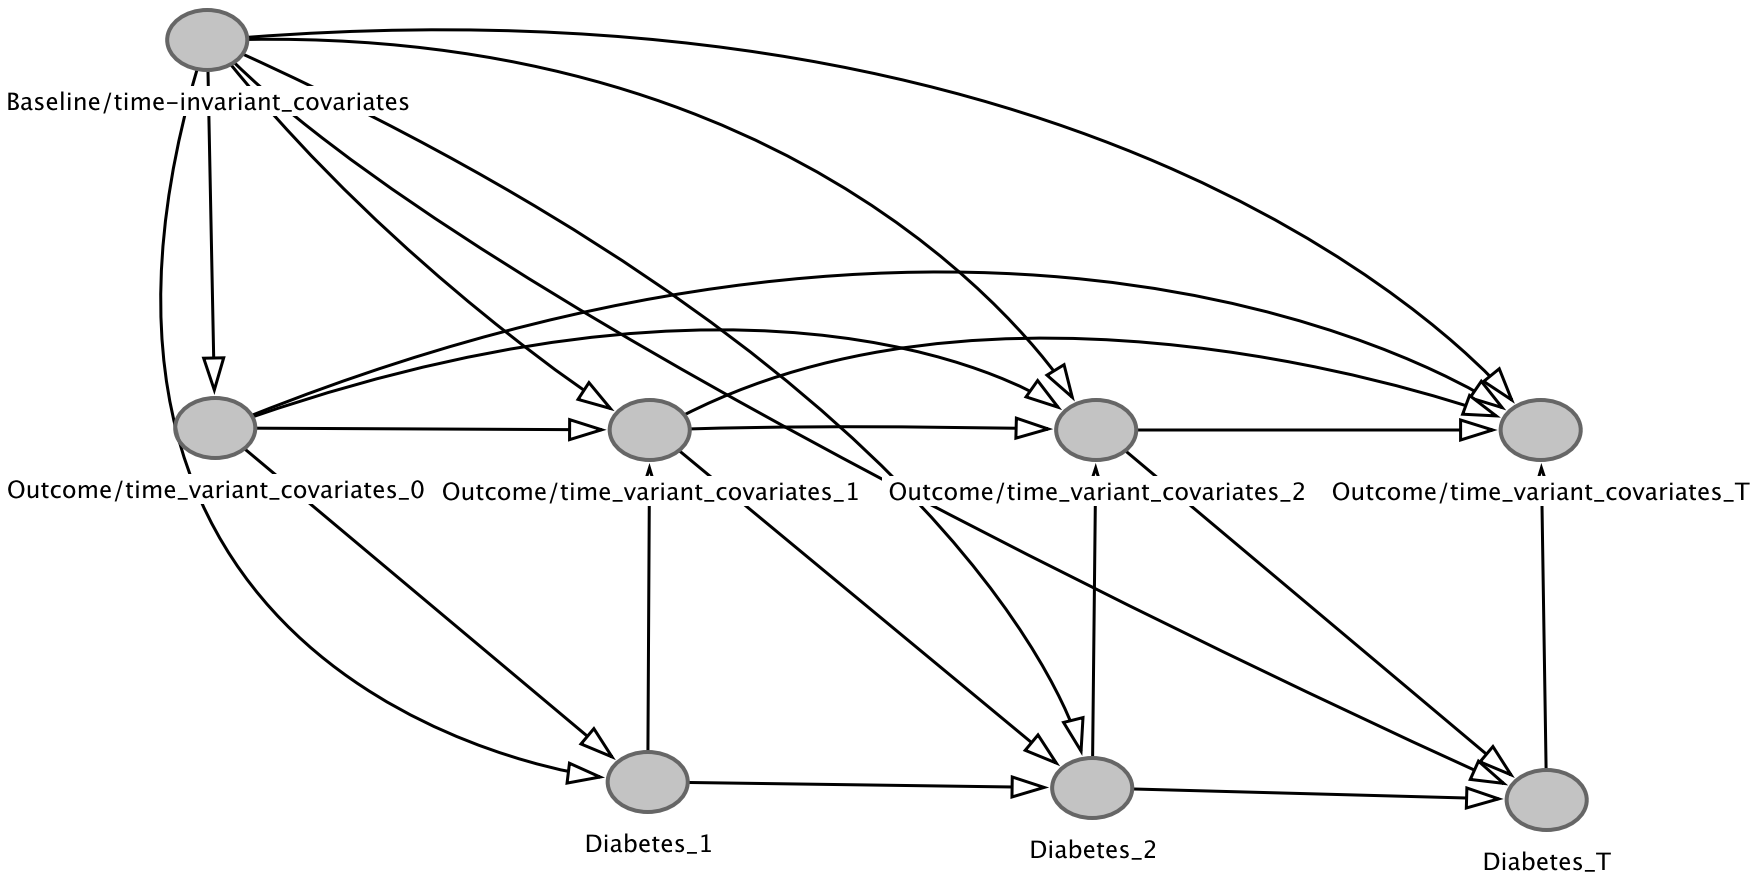 Baseline/time-invariant_covariates
Outcome/time_variant_covariates_0
Outcome/time_variant_covariates_1
Outcome/time_variant_covariates_2
Outcome/time_variant_covariates_T
Diabetes_1
Diabetes_2
Diabetes_T